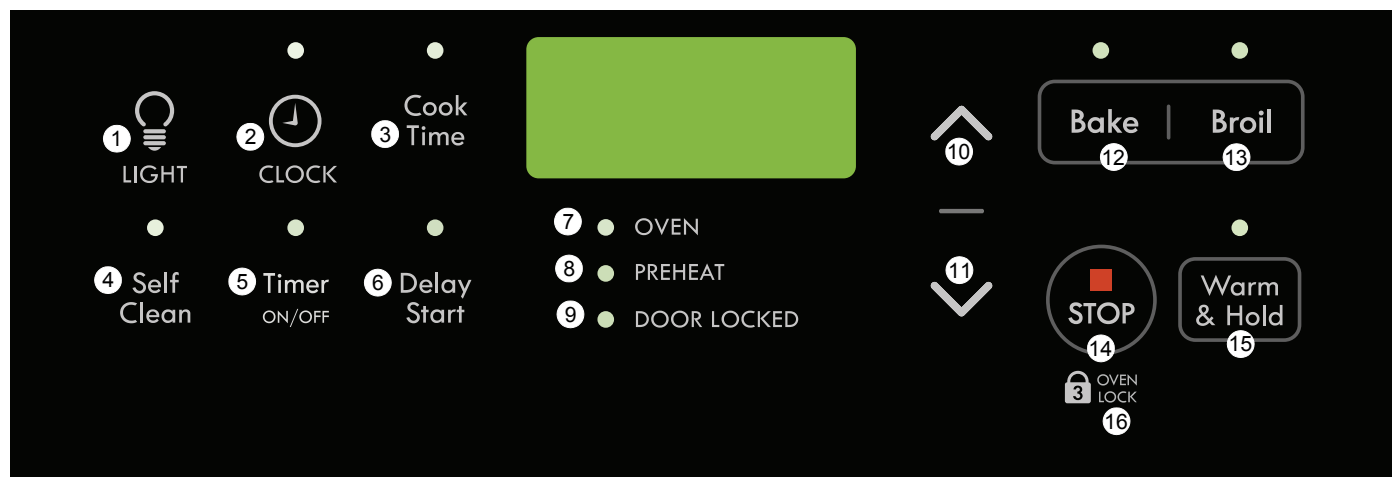 1
LIGHT
2
CLOCK
3
Cook
Time
4
Self
Clean
5
Timer
ON/OFF
6
Delay
Start
7
OVEN
8
PREHEAT
9
DOOR LOCKED
10
11
Bake | Broil
12
13
STOP
14
Warm
& Hold
15
3
OVEN
LOCK
16